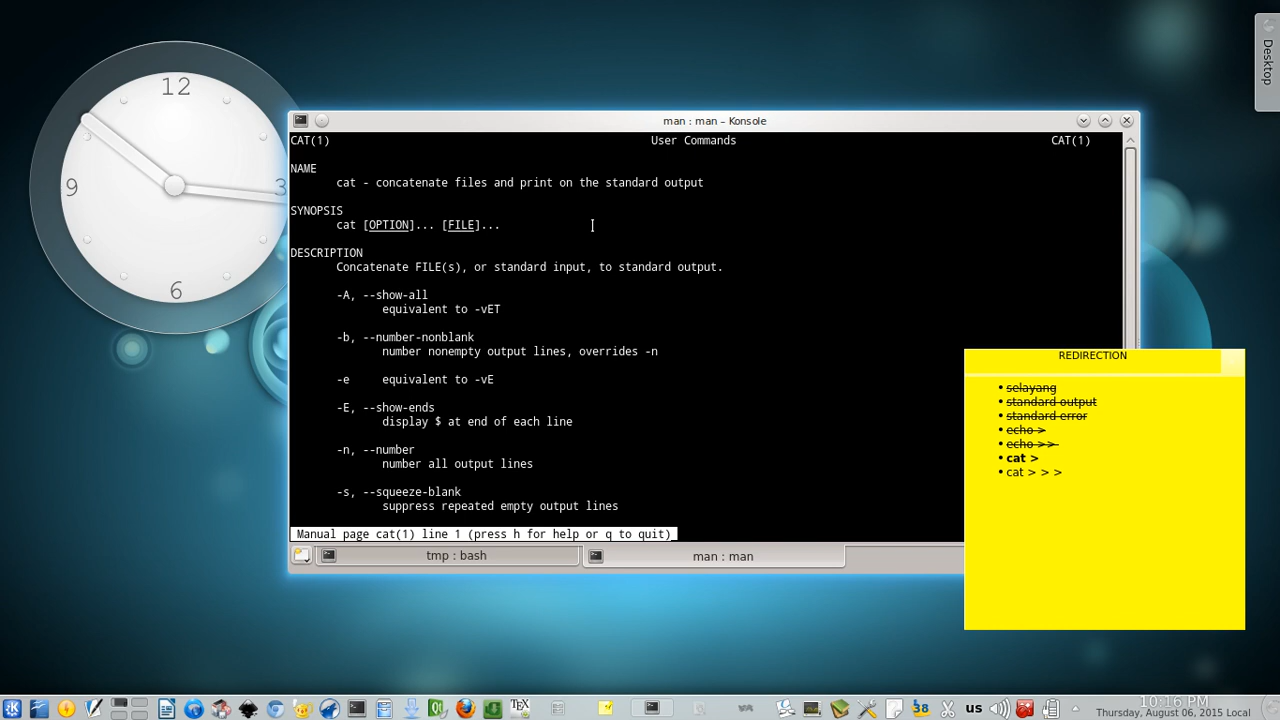 12
3
6
9
Desktop
man : man – Konsole
CAT(1) User Commands CAT(1)
NAME
cat - concatenate files and print on the standard output
SYNOPSIS
cat [OPTION]... [FILE]...
DESCRIPTION
Concatenate FILE(s), or standard input, to standard output.
-A, --show-all
equivalent to -vET
-b, --number-nonblank
number nonempty output lines, overrides -n
-e equivalent to -vE
-E, --show-ends
display $ at end of each line
-n, --number
number all output lines
-s, --squeeze-blank
suppress repeated empty output lines
Manual page cat(1) line 1 (press h for help or q to quit)
tmp : bash
man : man
REDIRECTION
• selayang
• standard output
• standard error
• echo >
• echo >>
• cat >
• cat > > >
TEX
us
10:16 PM
Thursday, August 06, 2015 Local